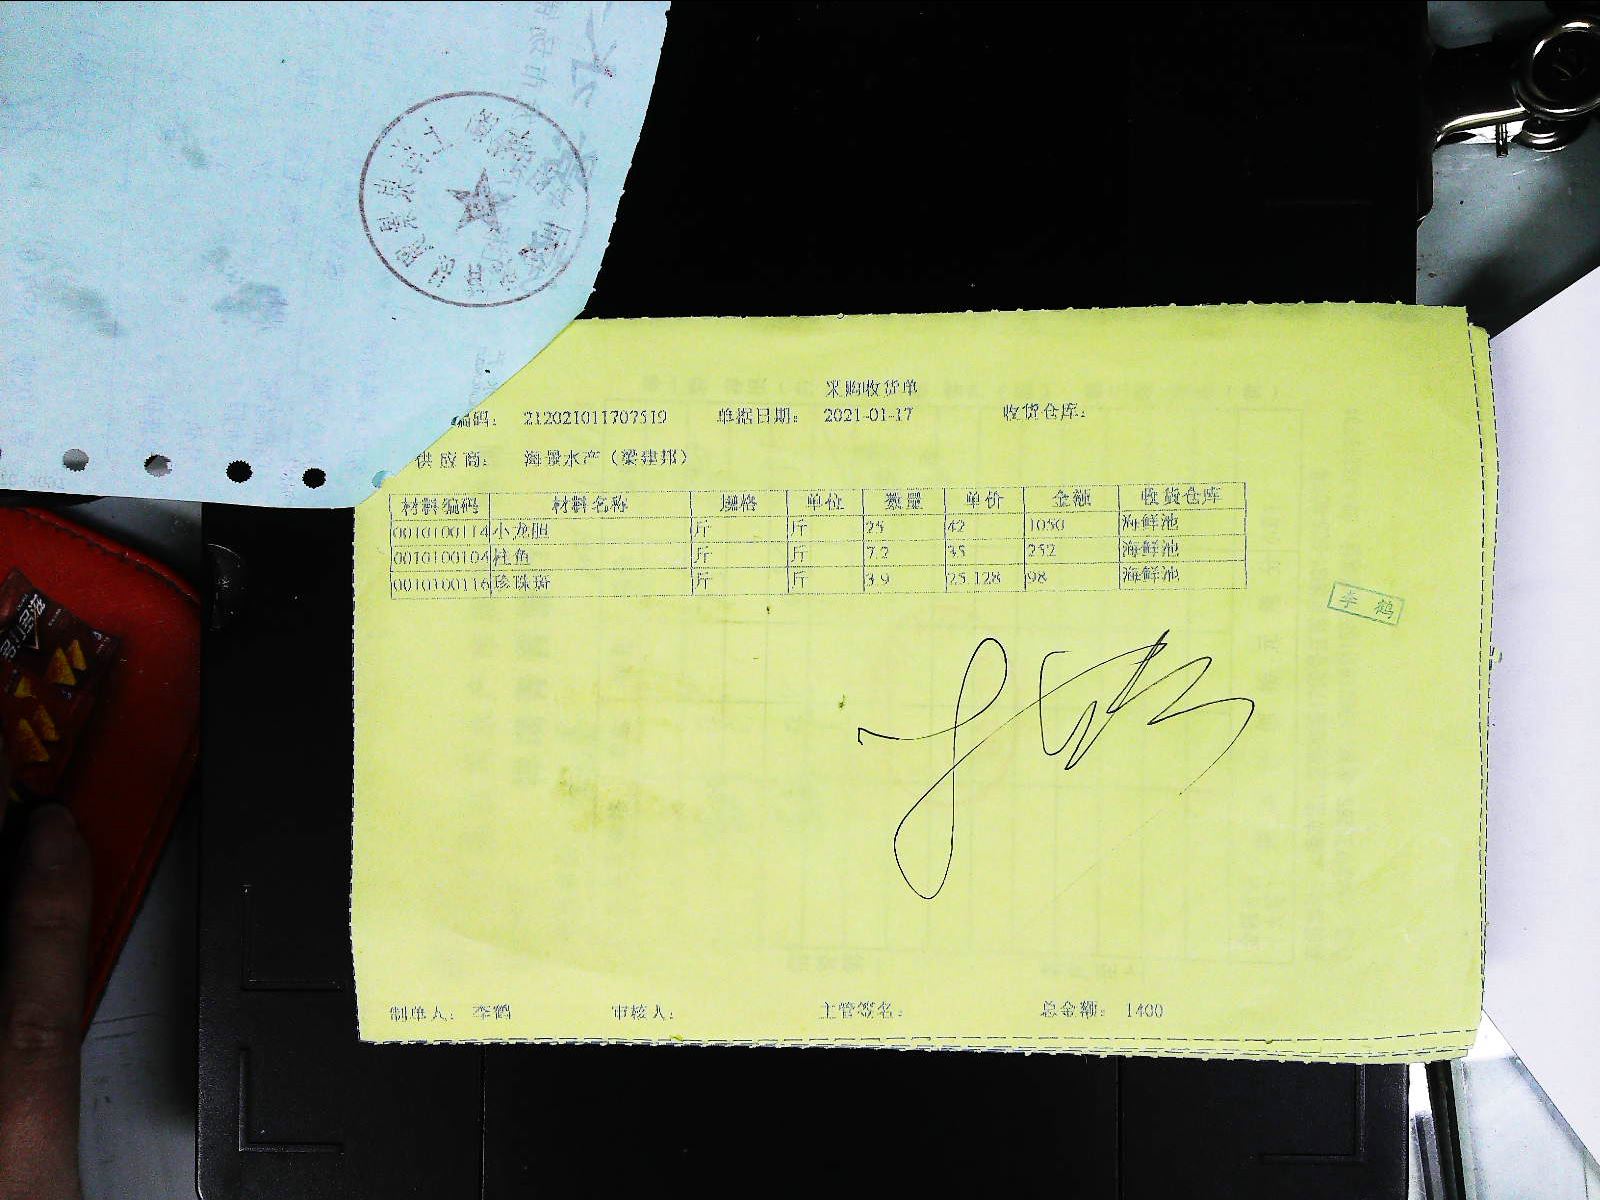 采购收货单
编码: 212021011707519 单据日期: 2021-01-17 收货仓库:
供应商: 海景水产（梁建邦）
材料编码 材料名称 规格 单位 数量 单价 金额 收货仓库
0010100114 小龙胆 斤 斤 25 42 1050 海鲜池
0010100104 桂鱼 斤 斤 7.2 35 252 海鲜池
0010100116 珍珠斑 斤 斤 3.9 25.128 98 海鲜池
李鹤
制单人: 李鹤 审核人: 主管签名: 总金额: 1400